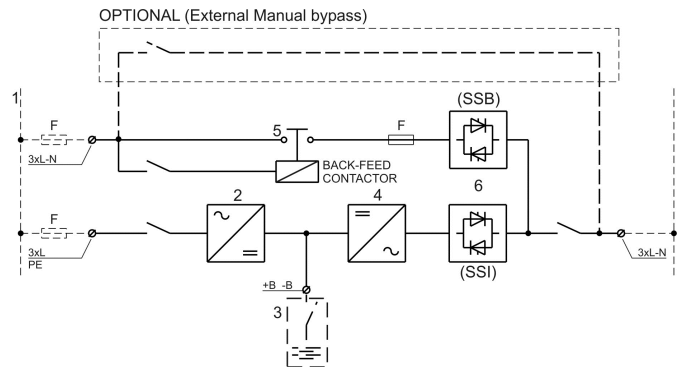 OPTIONAL (External Manual bypass)
1
F
3xL-N
5
F
(SSB)
BACK-FEED
CONTACTOR
2
4
6
F
3xL
PE
(SSI)
3xL-N
+B -B
3